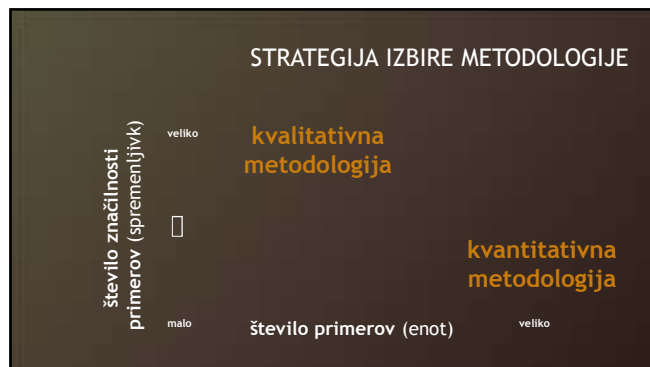 STRATEGIJA IZBIRE METODOLOGIJE
število značilnosti
primerov (spremenljivk)
veliko
kvalitativna
metodologija
kvantitativna
metodologija
malo
število primerov (enot)
veliko